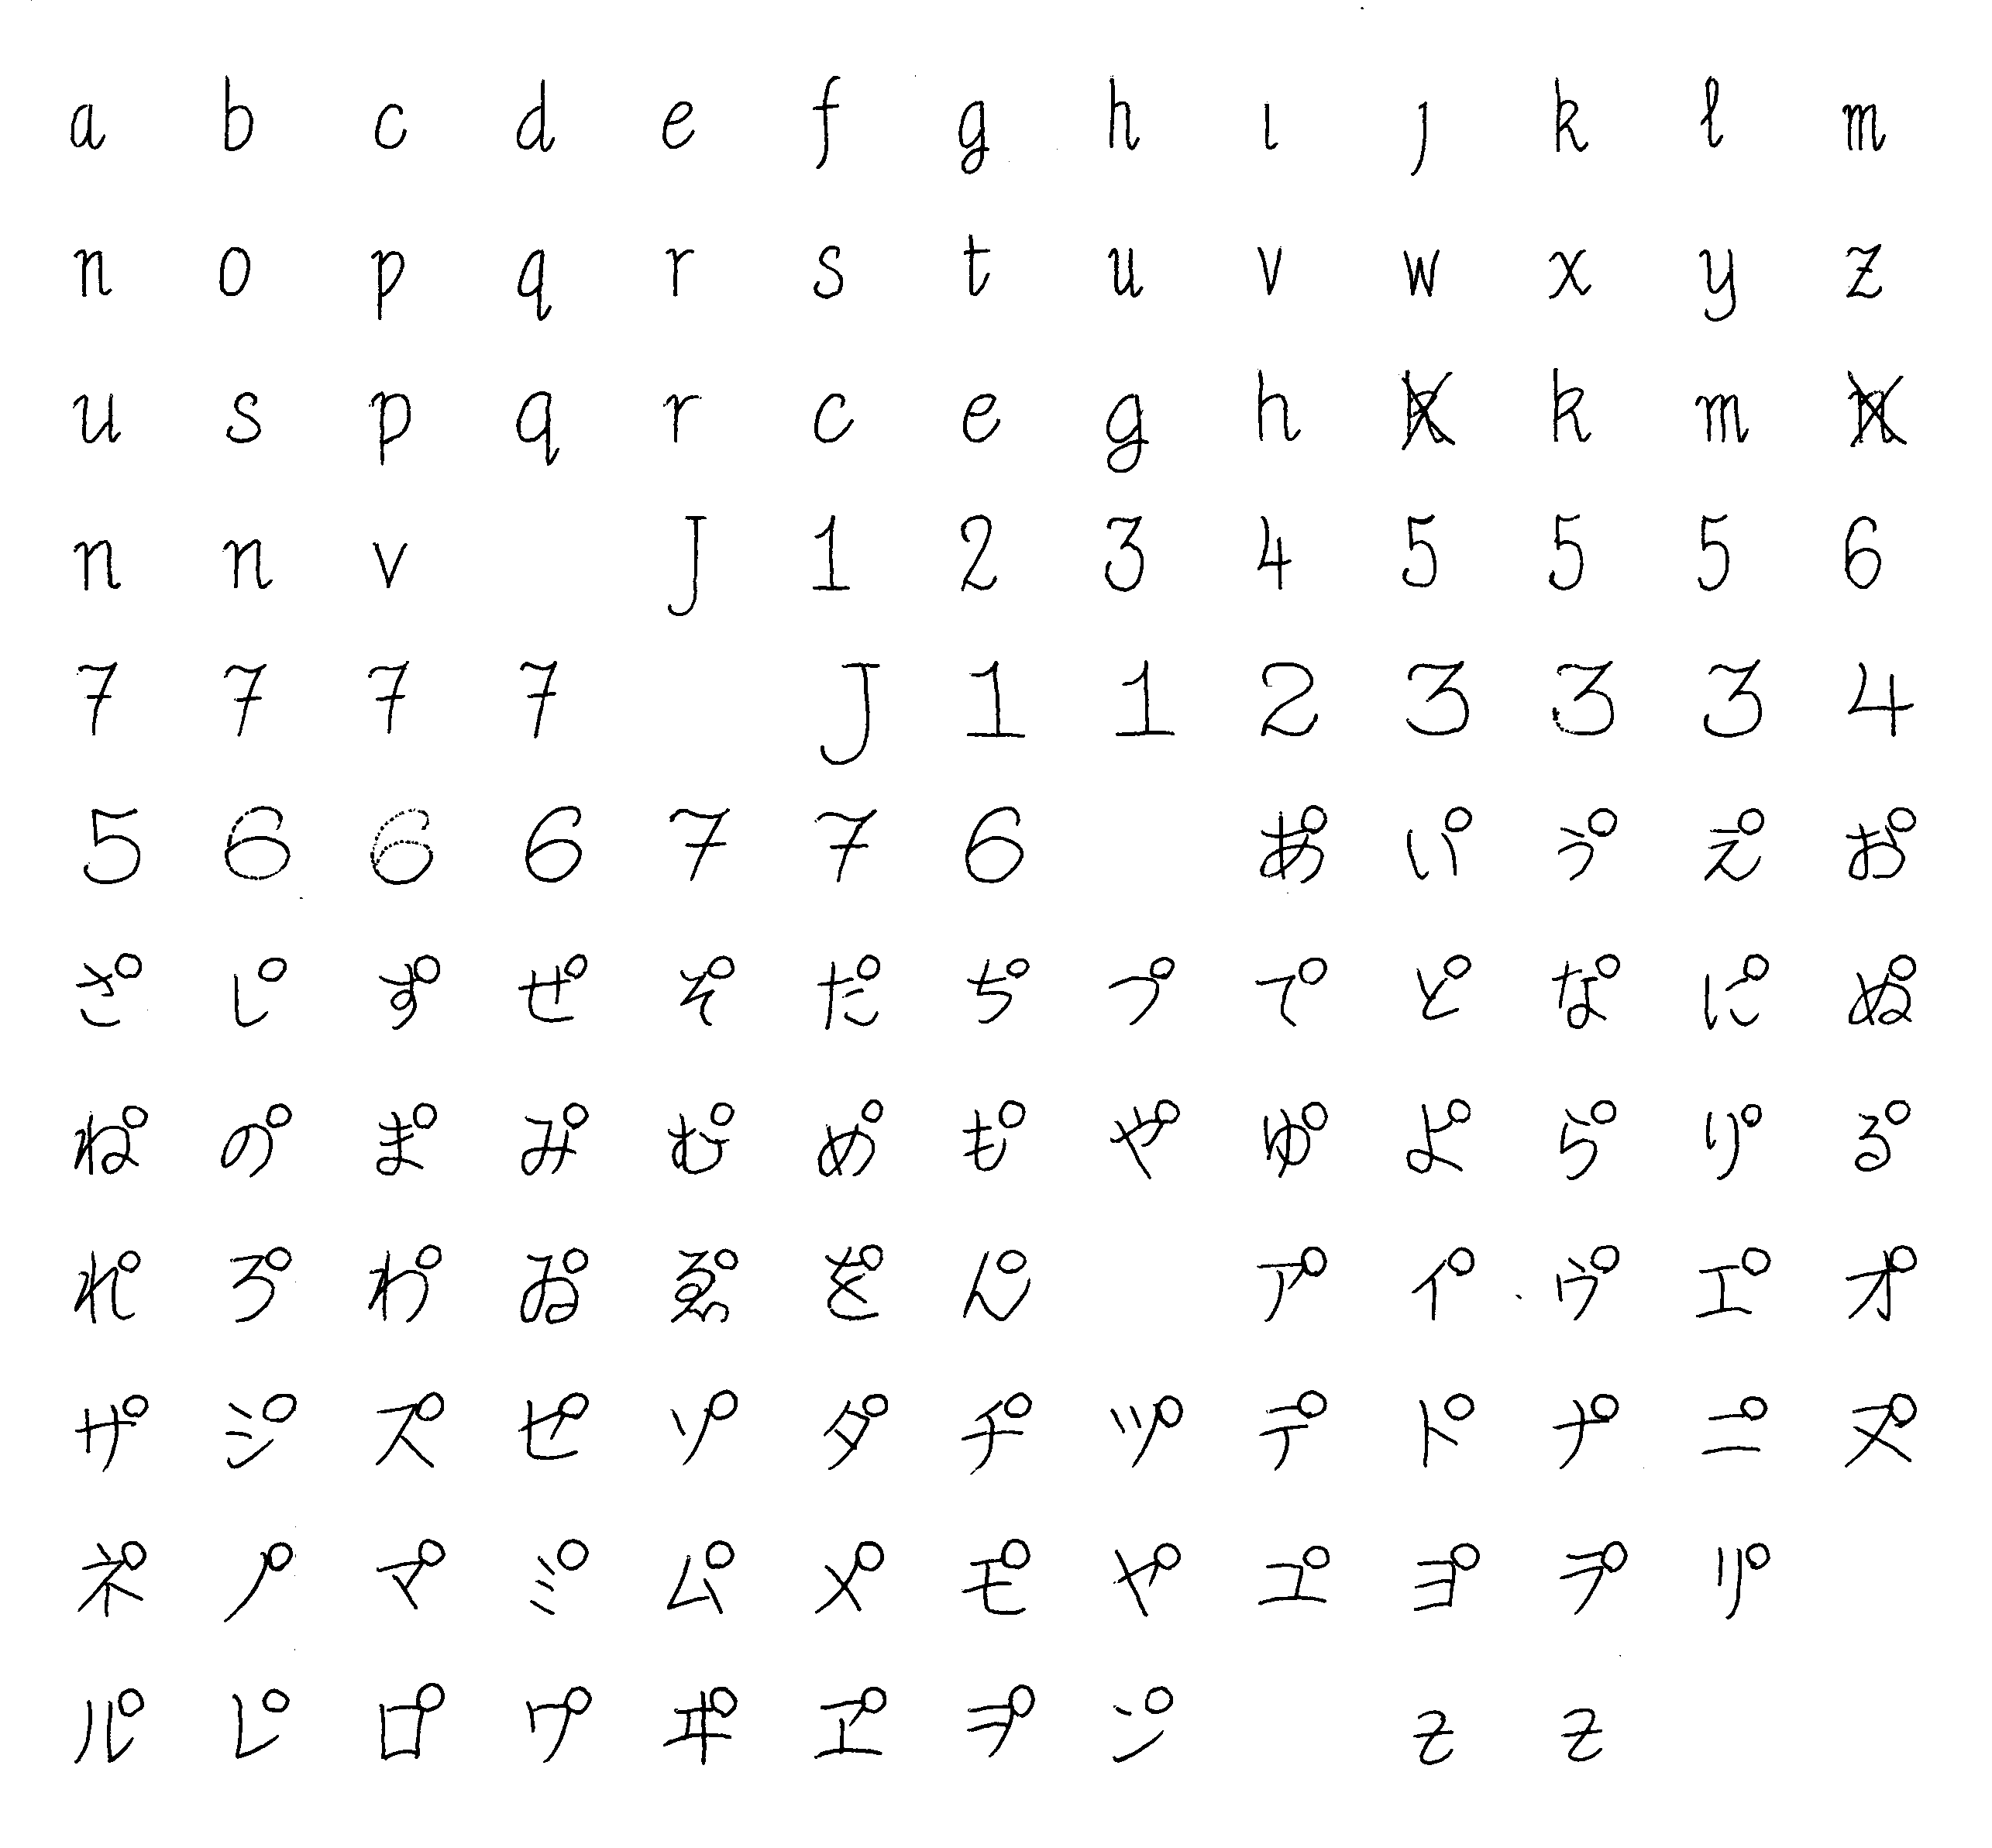 a b c d e f g h ı ȷ k l m
n o p q r s t u v w x y z
u s p q r c e g h k m
n n v J 1 2 3 4 5 5 5 6
7 7 7 7 J 1 1 2 3 3 3 4
5 6 6 6 7 7 6 あ゚ い゚ う゚ え゚ お゚
さ゚ し゚ す゚ せ゚ そ゚ た゚ ち゚ つ゚ て゚ と゚ な゚ に゚ ぬ゚
ね゚ の゚ ま゚ み゚ む゚ め゚ も゚ や゚ ゆ゚ よ゚ ら゚ り゚ る゚
れ゚ ろ゚ わ゚ ゐ゚ ゑ゚ を゚ ん゚ ア゚ イ゚ ウ゚ エ゚ オ゚
サ゚ シ゚ ス゚ セ゚ ソ゚ タ゚ チ゚ ツ゚ テ゚ ト゚ ナ゚ ニ゚ ヌ゚
ネ゚ ノ゚ マ゚ ミ゚ ム゚ メ゚ モ゚ ヤ゚ ユ゚ ヨ゚ ラ゚ リ゚
ル゚ レ゚ ロ゚ ワ゚ ヰ゚ ヱ゚ ヲ゚ ン゚ z z